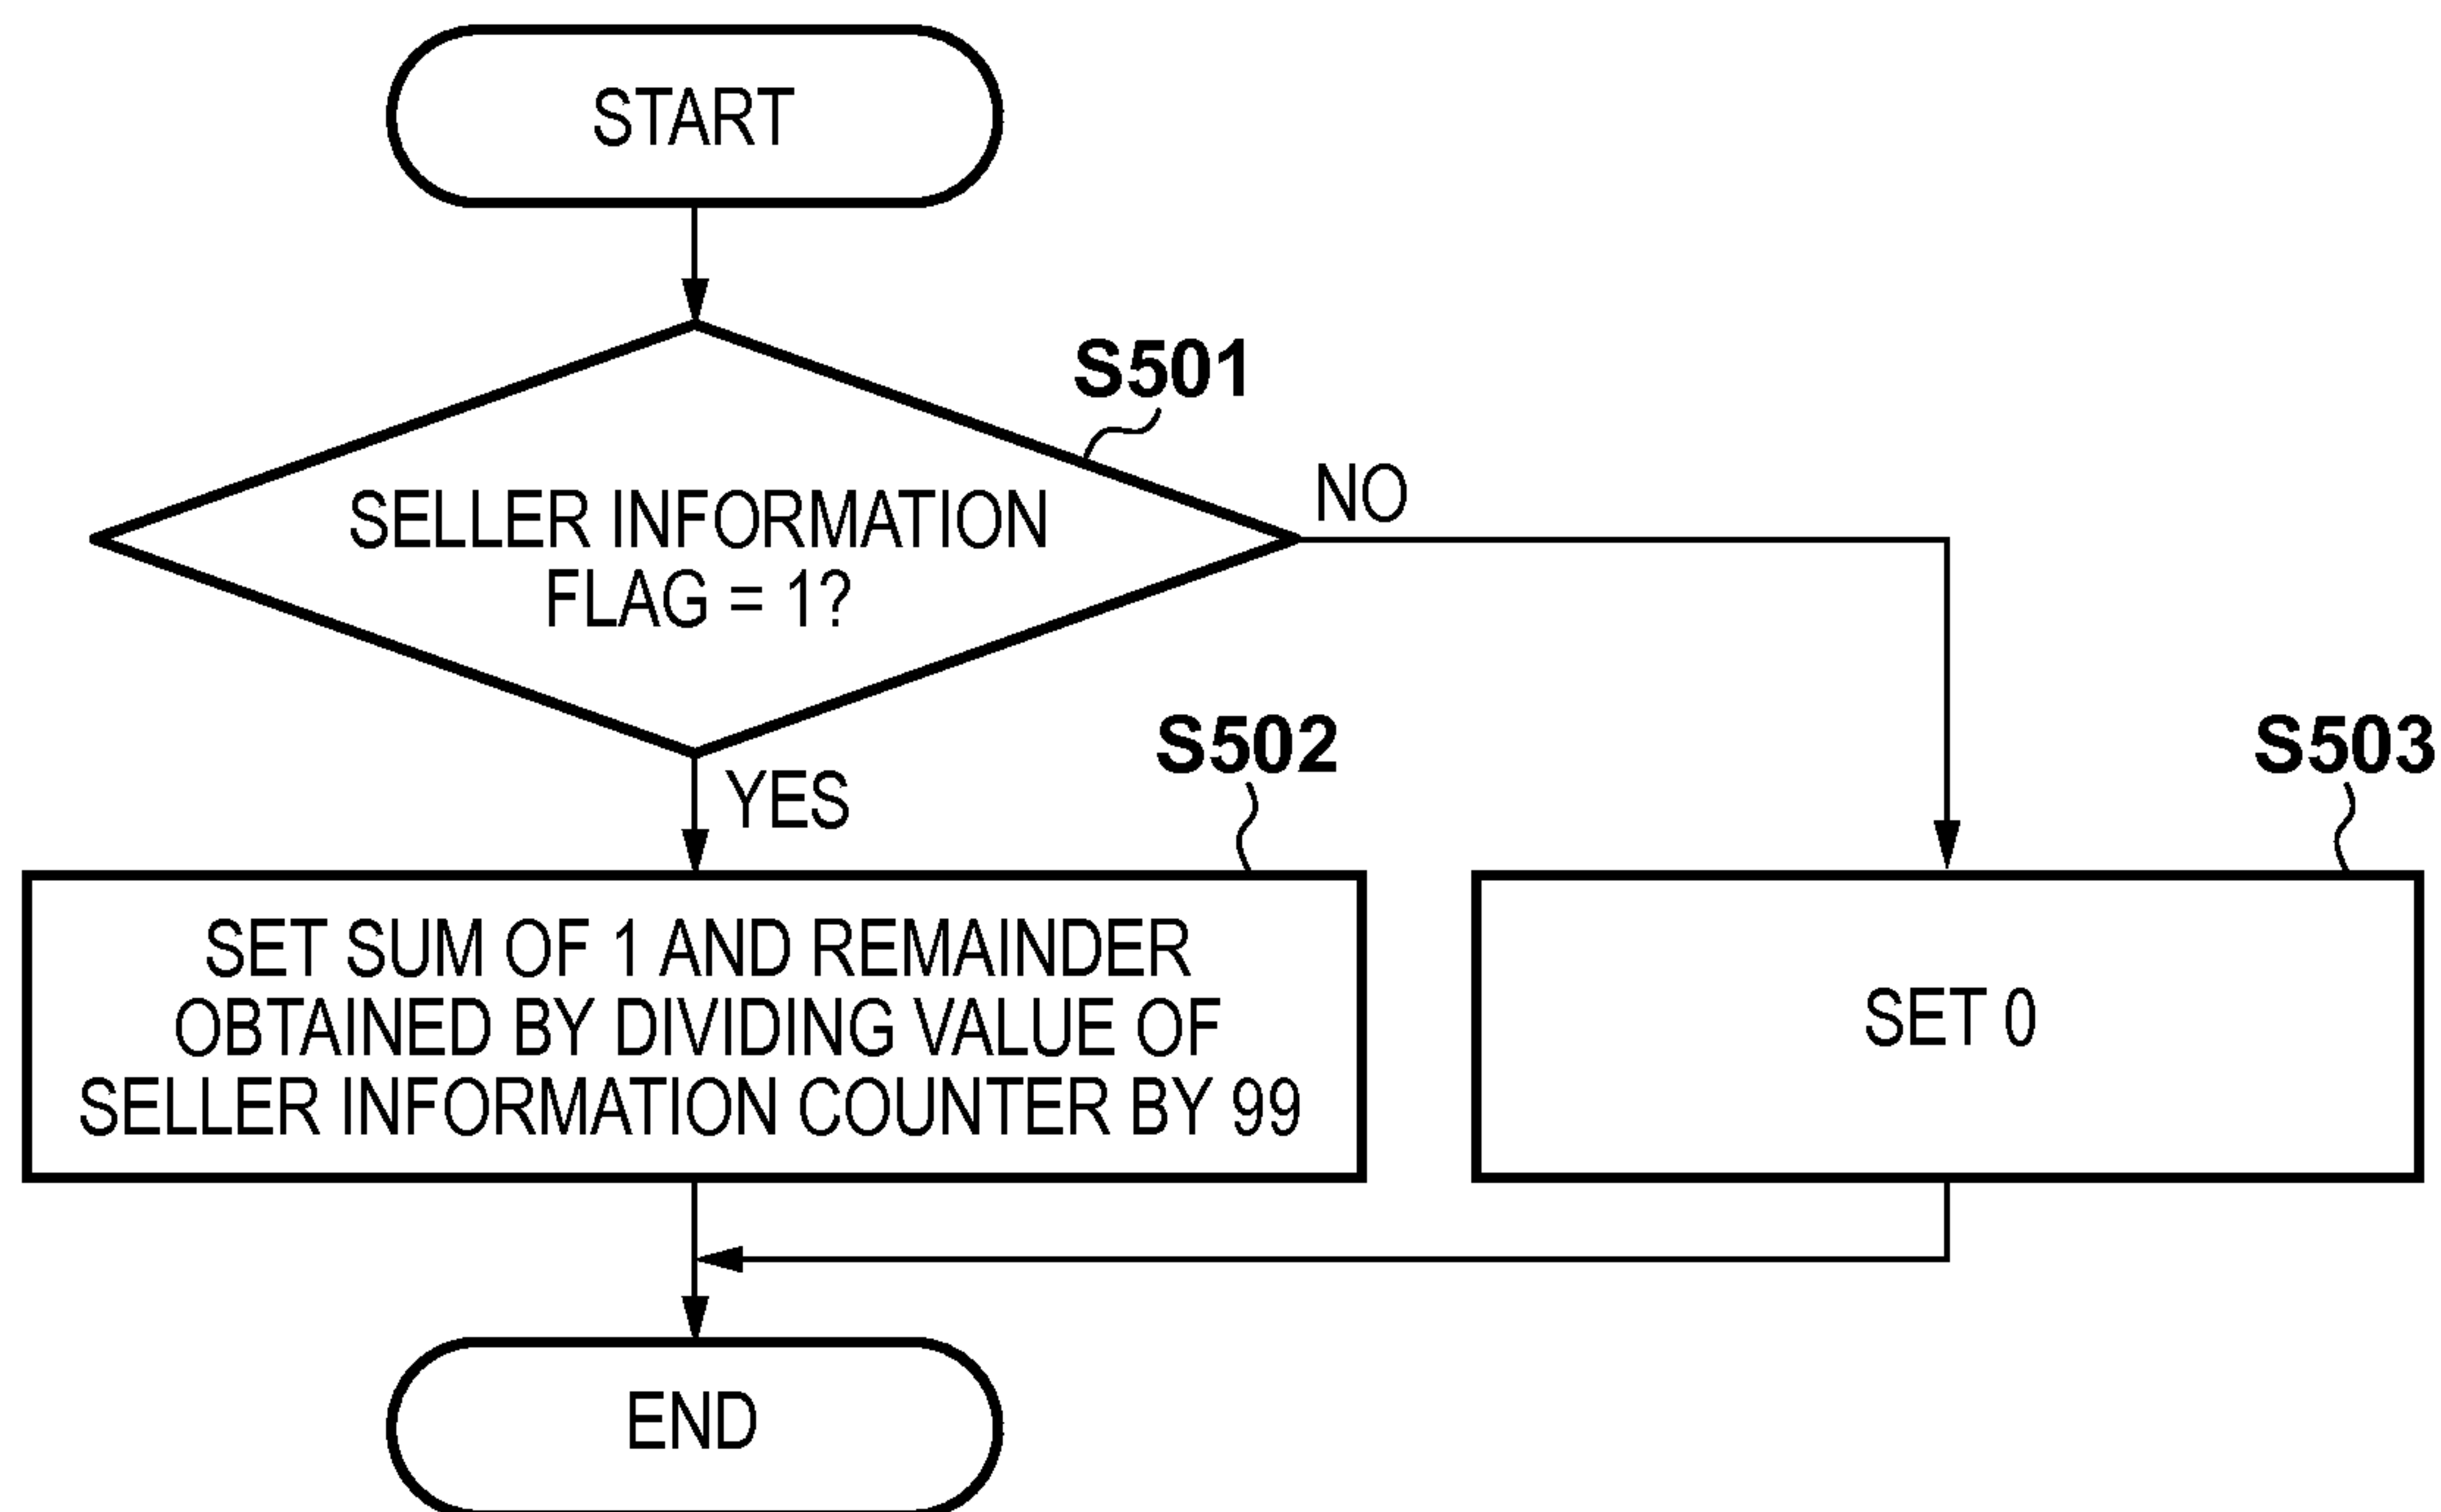 START
S501
NO
SELLER INFORMATION
FLAG = 1?
YES
S502
S503
SET SUM OF 1 AND REMAINDER
OBTAINED BY DIVIDING VALUE OF
SELLER INFORMATION COUNTER BY 99
SET 0
END